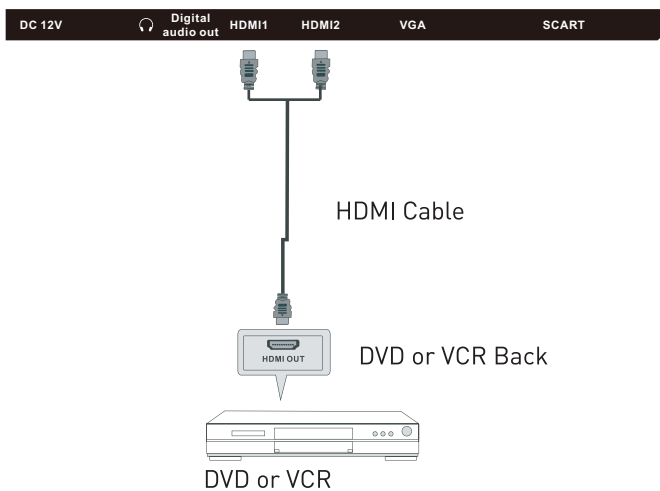 DC 12V Digital audio out HDMI1 HDMI2 VGA SCART
HDMI Cable
HDMI OUT
DVD or VCR Back
DVD or VCR